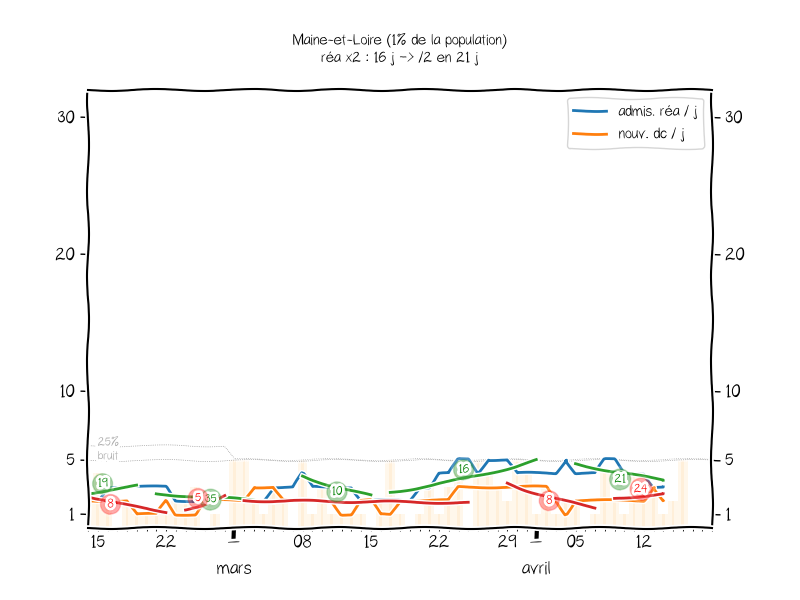 Maine-et-Loire (1% de la population)
réa x2 : 16 j -> /2 en 21 j
admis. réa / j
nouv. dc / j
30
30
20
20
10
10
25%
bruit
5
5
19
8
5
35
10
16
8
21
24
1
1
15 22 1 08 15 22 29 1 05 12
mars avril